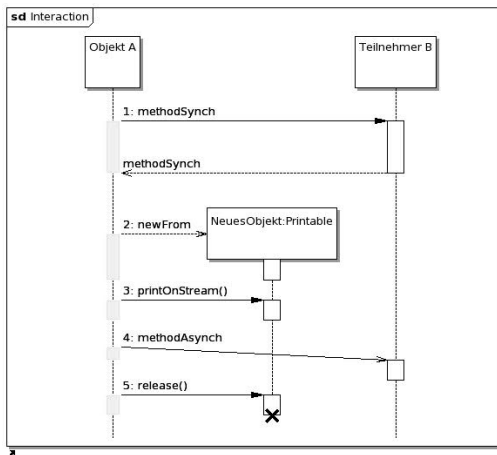 sd Interaction
Objekt A
Teilnehmer B
1: methodSynch
methodSynch
2: newFrom
NeuesObjekt:Printable
3: printOnStream()
4: methodAsynch
5: release()